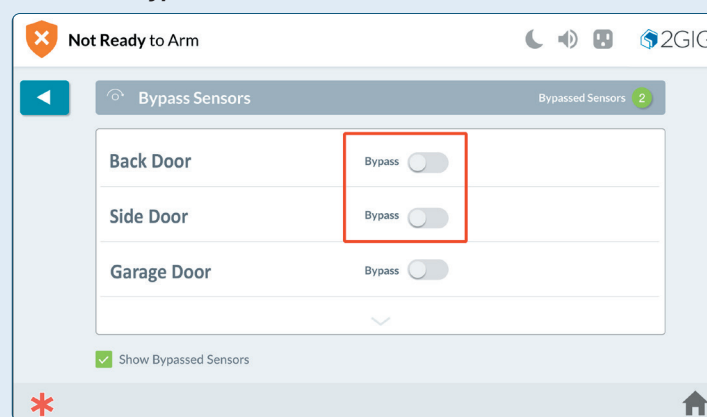 Not Ready to Arm
2GIG
Bypass Sensors
Bypassed Sensors 2
Back Door Bypass
Side Door Bypass
Garage Door Bypass
Show Bypassed Sensors